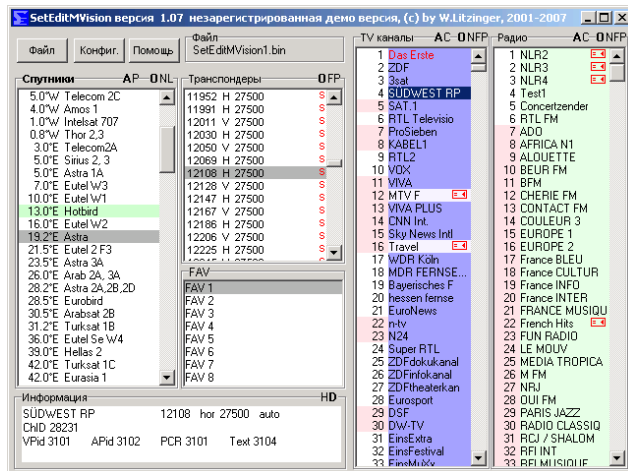 SetEditMVision версия 1.07 незарегистрированная демо версия, (c) by W.Litzinger, 2001-2007
Файл
Конфиг.
Помощь
Файл
SetEditMVision1.bin
Спутники A P - O N L
5.0°W Telecom 2C
4.0°W Amos 1
1.0°W Intelsat 707
0.8°W Thor 2,3
3.0°E Telecom2A
5.0°E Sirius 2, 3
5.0°E Astra 1A
7.0°E Eutel W3
10.0°E Eutel W1
13.0°E Hotbird
16.0°E Eutel W2
19.2°E Astra
21.5°E Eutel 2 F3
23.5°E Astra 3A
26.0°E Arab 2A, 3A
28.2°E Astra 2A,2B,2D
28.5°E Eurobird
30.5°E Arabsat 2B
31.2°E Turksat 1B
36.0°E Eutel Se W4
39.0°E Hellas 2
42.0°E Turksat 1C
42.0°E Eurasia 1
Транспондеры O F P
11952 H 27500 S
11991 H 27500 S
12011 V 27500 S
12030 H 27500 S
12050 V 27500 S
12069 H 27500 S
12108 H 27500 S
12128 V 27500 S
12147 H 27500 S
12167 V 27500 S
12186 H 27500 S
12206 V 27500 S
12225 H 27500 S
FAV
FAV 1
FAV 2
FAV 3
FAV 4
FAV 5
FAV 6
FAV 7
FAV 8
TV каналы A C - O N F P
1 Das Erste
2 ZDF
3 3sat
4 SÜDWEST RP
5 SAT.1
6 RTL Televisio
7 ProSieben
8 KABEL1
9 RTL2
10 VOX
11 VIVA
12 MTV F
13 VIVA PLUS
14 CNN Int.
15 Sky News Intl
16 Travel
17 WDR Köln
18 MDR FERNSE...
19 Bayerisches F
20 hessen fernse
21 EuroNews
22 n-tv
23 N24
24 Super RTL
25 ZDFdokukanal
26 ZDFinfokanal
27 ZDFtheaterkan
28 Eurosport
29 DSF
30 DW-TV
31 EinsExtra
32 EinsFestival
33 EinsMuXx
Радио A C - O N F P
1 NLR2
2 NLR3
3 NLR4
4 Test1
5 Concertzender
6 RTL FM
7 ADO
8 AFRICA N1
9 ALOUETTE
10 BEUR FM
11 BFM
12 CHERIE FM
13 CONTACT FM
14 COULEUR 3
15 EUROPE 1
16 EUROPE 2
17 France BLEU
18 France CULTUR
19 France INFO
20 France INTER
21 FRANCE MUSIQU
22 French Hits
23 FUN RADIO
24 LE MOUV
25 MEDIA TROPICA
26 M FM
27 NRJ
28 OUI FM
29 PARIS JAZZ
30 RADIO CLASSIQ
31 RCJ / SHALOM
32 RFI INT
33 RFI MUSIQUE
Информация HD -
SÜDWEST RP 12108 hor 27500 auto
ChID 28231
VPid 3101 APid 3102 PCR 3101 Text 3104